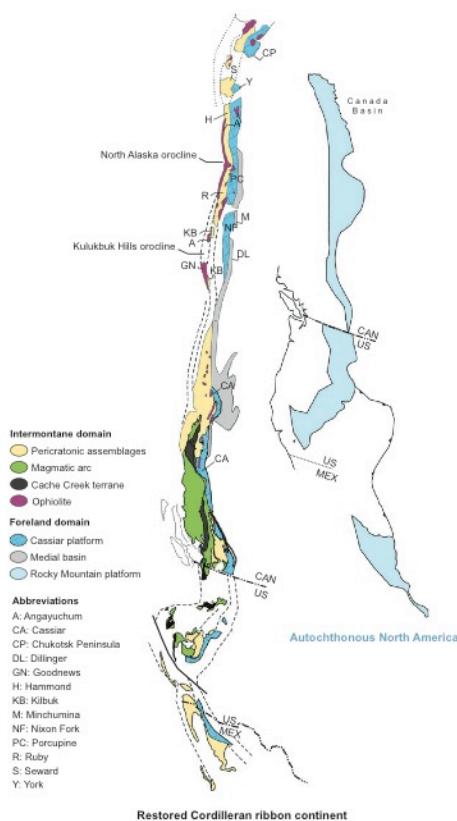 CP
S
Y
H
A
North Alaska orocline
PC
R
M
KB
NF
Kulukbuk Hills orocline
A
DL
GN
KB
CA
CA
CAN
US
US
MEX
Canada
Basin
CAN
US
US
MEX
Autochthonous North America
Intermontane domain
Pericratonic assemblages
Magmatic arc
Cache Creek terrane
Ophiolite
Foreland domain
Cassiar platform
Medial basin
Rocky Mountain platform
Abbreviations
A: Angayuchum
CA: Cassiar
CP: Chukotsk Peninsula
DL: Dillinger
GN: Goodnews
H: Hammond
KB: Kilbuk
M: Minchumina
NF: Nixon Fork
PC: Porcupine
R: Ruby
S: Seward
Y: York
Restored Cordilleran ribbon continent